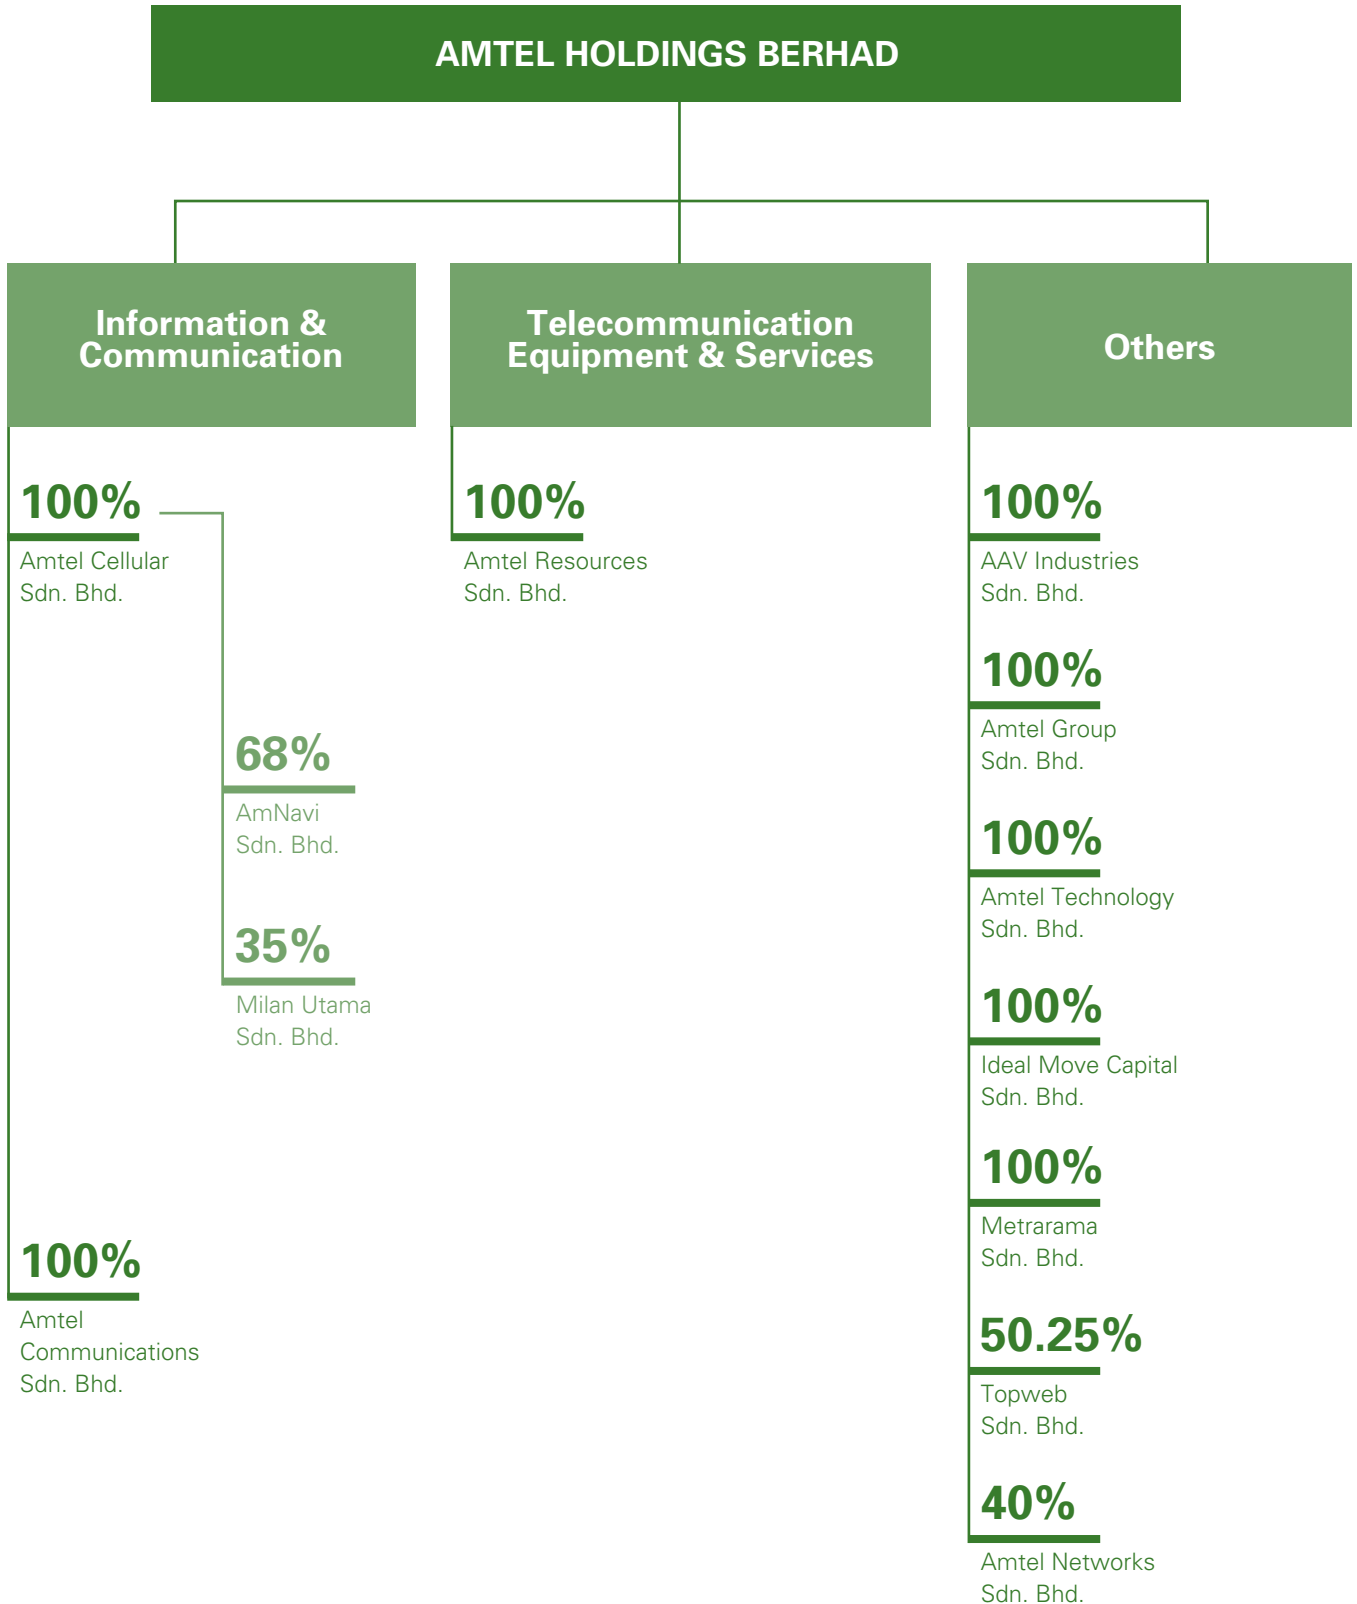 AMTEL HOLDINGS BERHAD
Information &
Communication
100%
Amtel Cellular
Sdn. Bhd.
68%
AmNavi
Sdn. Bhd.
35%
Milan Utama
Sdn. Bhd.
100%
Amtel
Communications
Sdn. Bhd.
Telecommunication
Equipment & Services
100%
Amtel Resources
Sdn. Bhd.
Others
100%
AAV Industries
Sdn. Bhd.
100%
Amtel Group
Sdn. Bhd.
100%
Amtel Technology
Sdn. Bhd.
100%
Ideal Move Capital
Sdn. Bhd.
100%
Metrarama
Sdn. Bhd.
50.25%
Topweb
Sdn. Bhd.
40%
Amtel Networks
Sdn. Bhd.